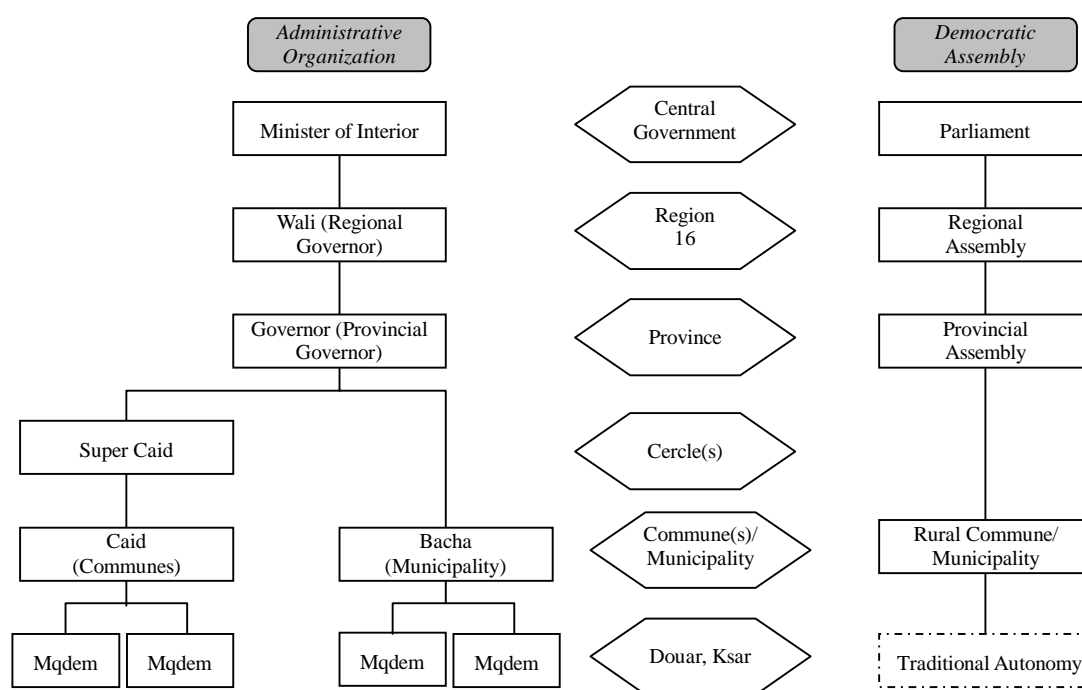 Administrative
Organization
Democratic
Assembly
Minister of Interior
Central
Government
Parliament
Wali (Regional
Governor)
Region
16
Regional
Assembly
Governor (Provincial
Governor)
Province
Provincial
Assembly
Super Caid
Cercle(s)
Caid
(Communes)
Bacha
(Municipality)
Commune(s)/
Municipality
Rural Commune/
Municipality
Mqdem
Mqdem
Mqdem
Mqdem
Douar, Ksar
Traditional Autonomy